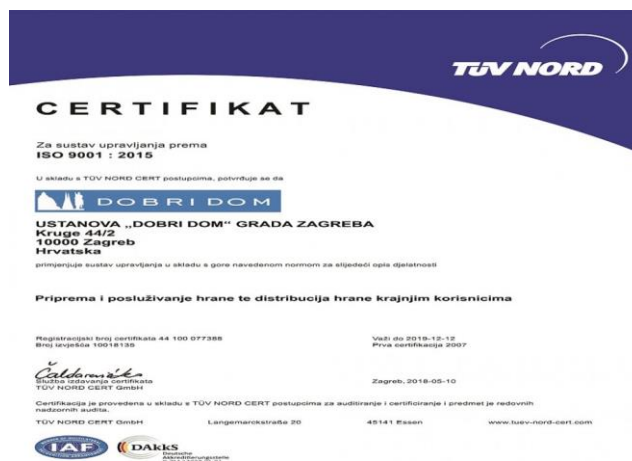 TÜV NORD
CERTIFIKAT
Za sustav upravljanja prema
ISO 9001 : 2015
U skladu s TÜV NORD CERT postupcima, potvrđuje se da
DOBRI DOM
USTANOVA „DOBRI DOM“ GRADA ZAGREBA
Kruge 44/2
10000 Zagreb
Hrvatska
primjenjuje sustav upravljanja u skladu s gore navedenom normom za slijedeći opis djelatnosti
Priprema i posluživanje hrane te distribucija hrane krajnjim korisnicima
Registracijski broj certifikata 44 100 077388 Važi do 2019-12-12
Broj izvješća 10018135 Prva certifikacija 2007
Služba izdavanja certifikata
TÜV NORD CERT GmbH Zagreb, 2018-05-10
Certifikacija je provedena u skladu s TÜV NORD CERT postupcima za auditiranje i certificiranje i predmet je redovnih
nadzornih audita.
TÜV NORD CERT GmbH Langemarckstraße 20 45141 Essen www.tuev-nord-cert.com
IAF DAkkS
Deutsche
Akkreditierungsstelle